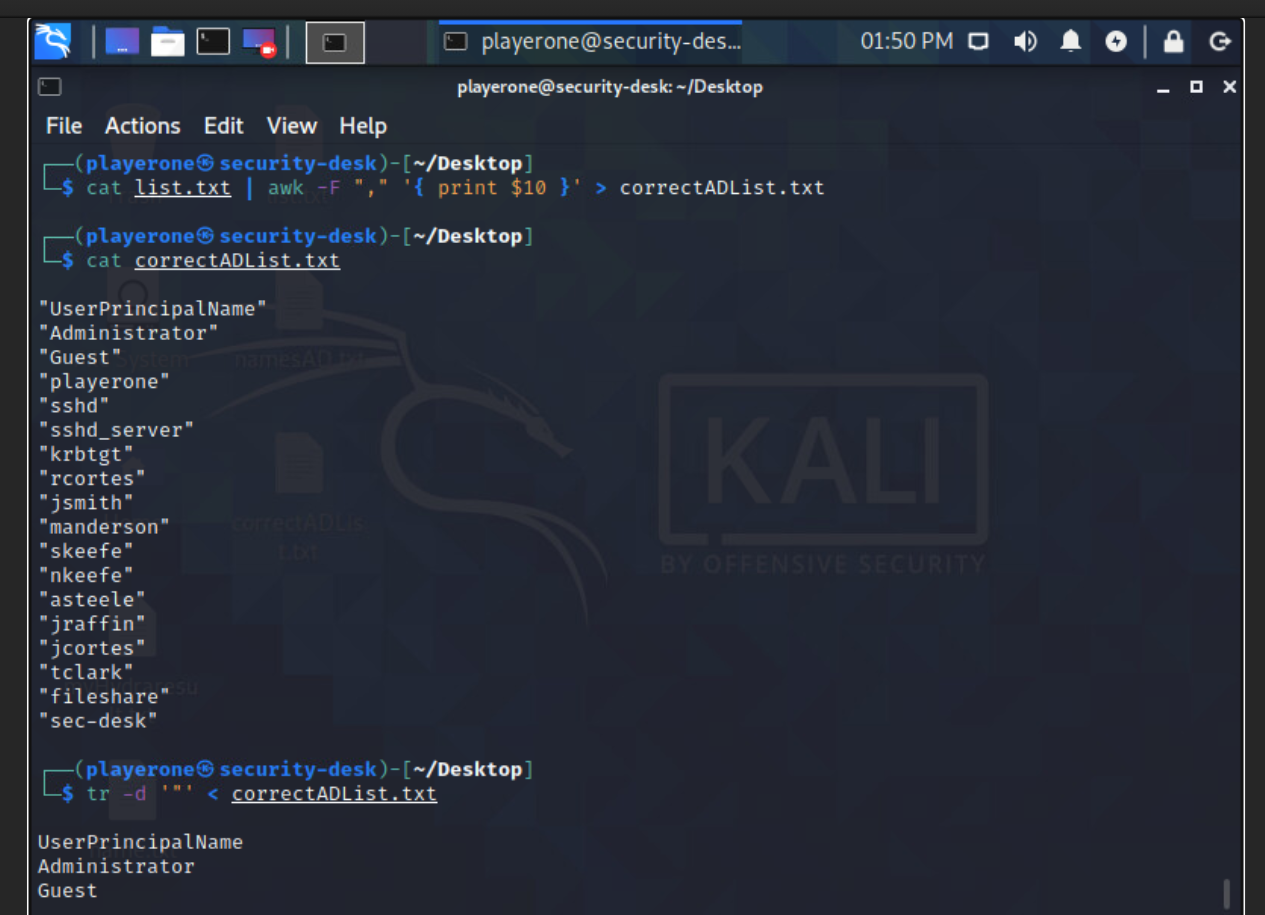 playerone@security-des...
01:50 PM
playerone@security-desk: ~/Desktop
File Actions Edit View Help
(playerone㉿security-desk)-[~/Desktop]
$ cat list.txt | awk -F "," '{ print $10 }' > correctADList.txt
(playerone㉿security-desk)-[~/Desktop]
$ cat correctADList.txt
"UserPrincipalName"
"Administrator"
"Guest"
"playerone"
"sshd"
"sshd_server"
"krbtgt"
"rcortes"
"jsmith"
"manderson"
"skeefe"
"nkeefe"
"asteele"
"jraffin"
"jcortes"
"tclark"
"fileshare"
"sec-desk"
System
namesAD.txt
correctADLis
t.txt
KALI
BY OFFENSIVE SECURITY
(playerone㉿security-desk)-[~/Desktop]
$ tr -d '"' < correctADList.txt
UserPrincipalName
Administrator
Guest